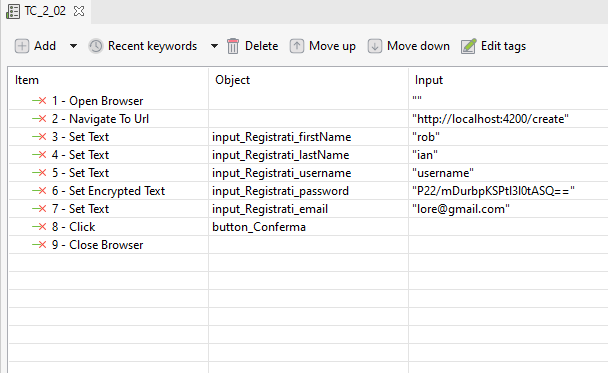 TC_2_02
Add Recent keywords Delete Move up Move down Edit tags
Item Object Input
1 - Open Browser ""
2 - Navigate To Url "http://localhost:4200/create"
3 - Set Text input_Registrati_firstName "rob"
4 - Set Text input_Registrati_lastName "ian"
5 - Set Text input_Registrati_username "username"
6 - Set Encrypted Text input_Registrati_password "P22/mDurbpKSPtI3I0tASQ=="
7 - Set Text input_Registrati_email "lore@gmail.com"
8 - Click button_Conferma
9 - Close Browser